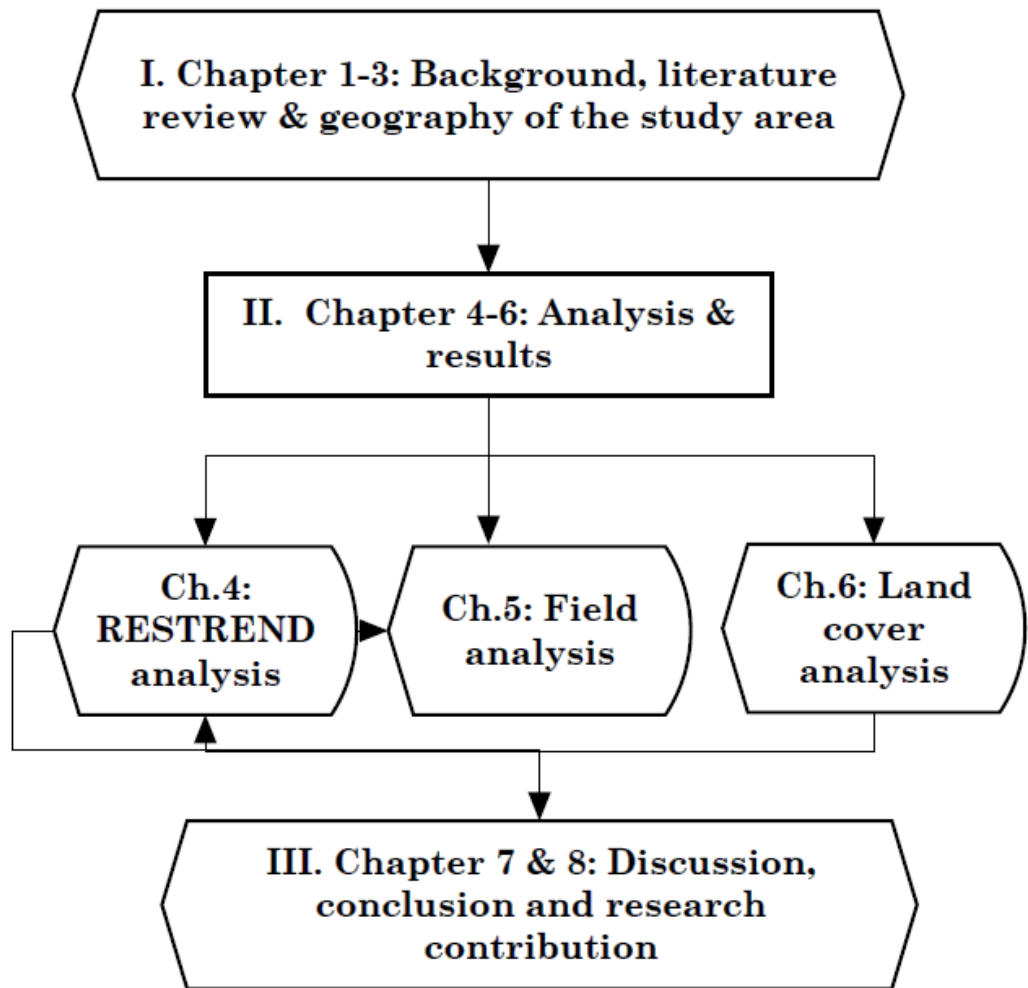 I. Chapter 1-3: Background, literature
review & geography of the study area
II. Chapter 4-6: Analysis &
results
Ch.4:
RESTREND
analysis
Ch.5: Field
analysis
Ch.6: Land
cover
analysis
III. Chapter 7 & 8: Discussion,
conclusion and research
contribution